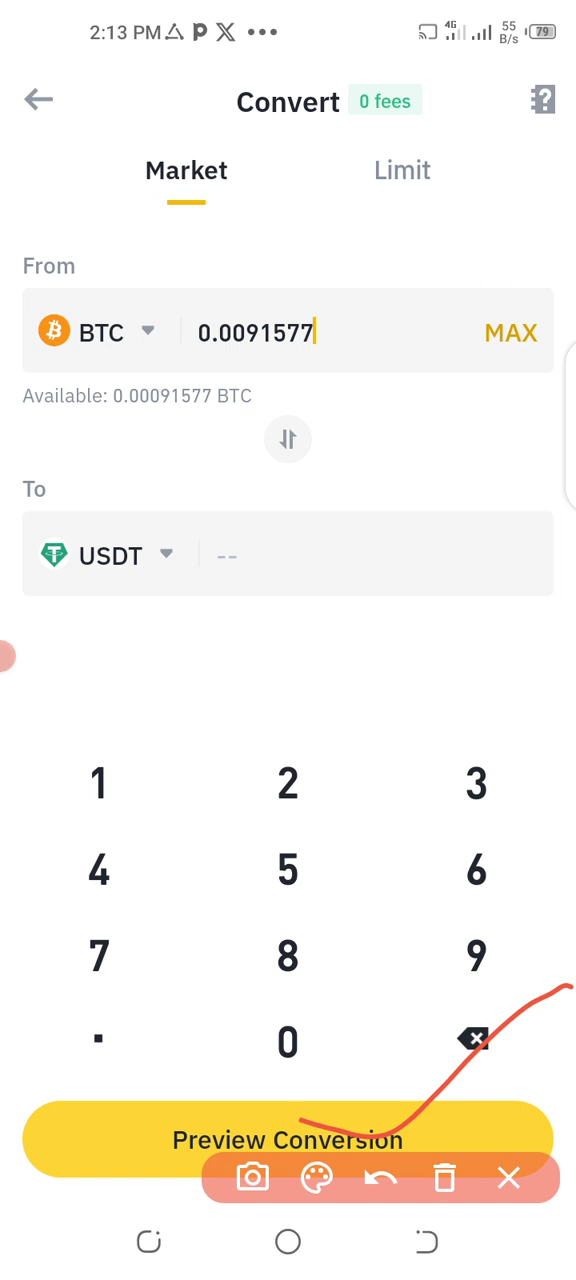 2:13 PM 4G 55 B/s 79
Convert 0 fees
Market Limit
From
BTC 0.0091577 MAX
Available: 0.00091577 BTC
To
USDT --
1 2 3
4 5 6
7 8 9
. 0
Preview Conversion